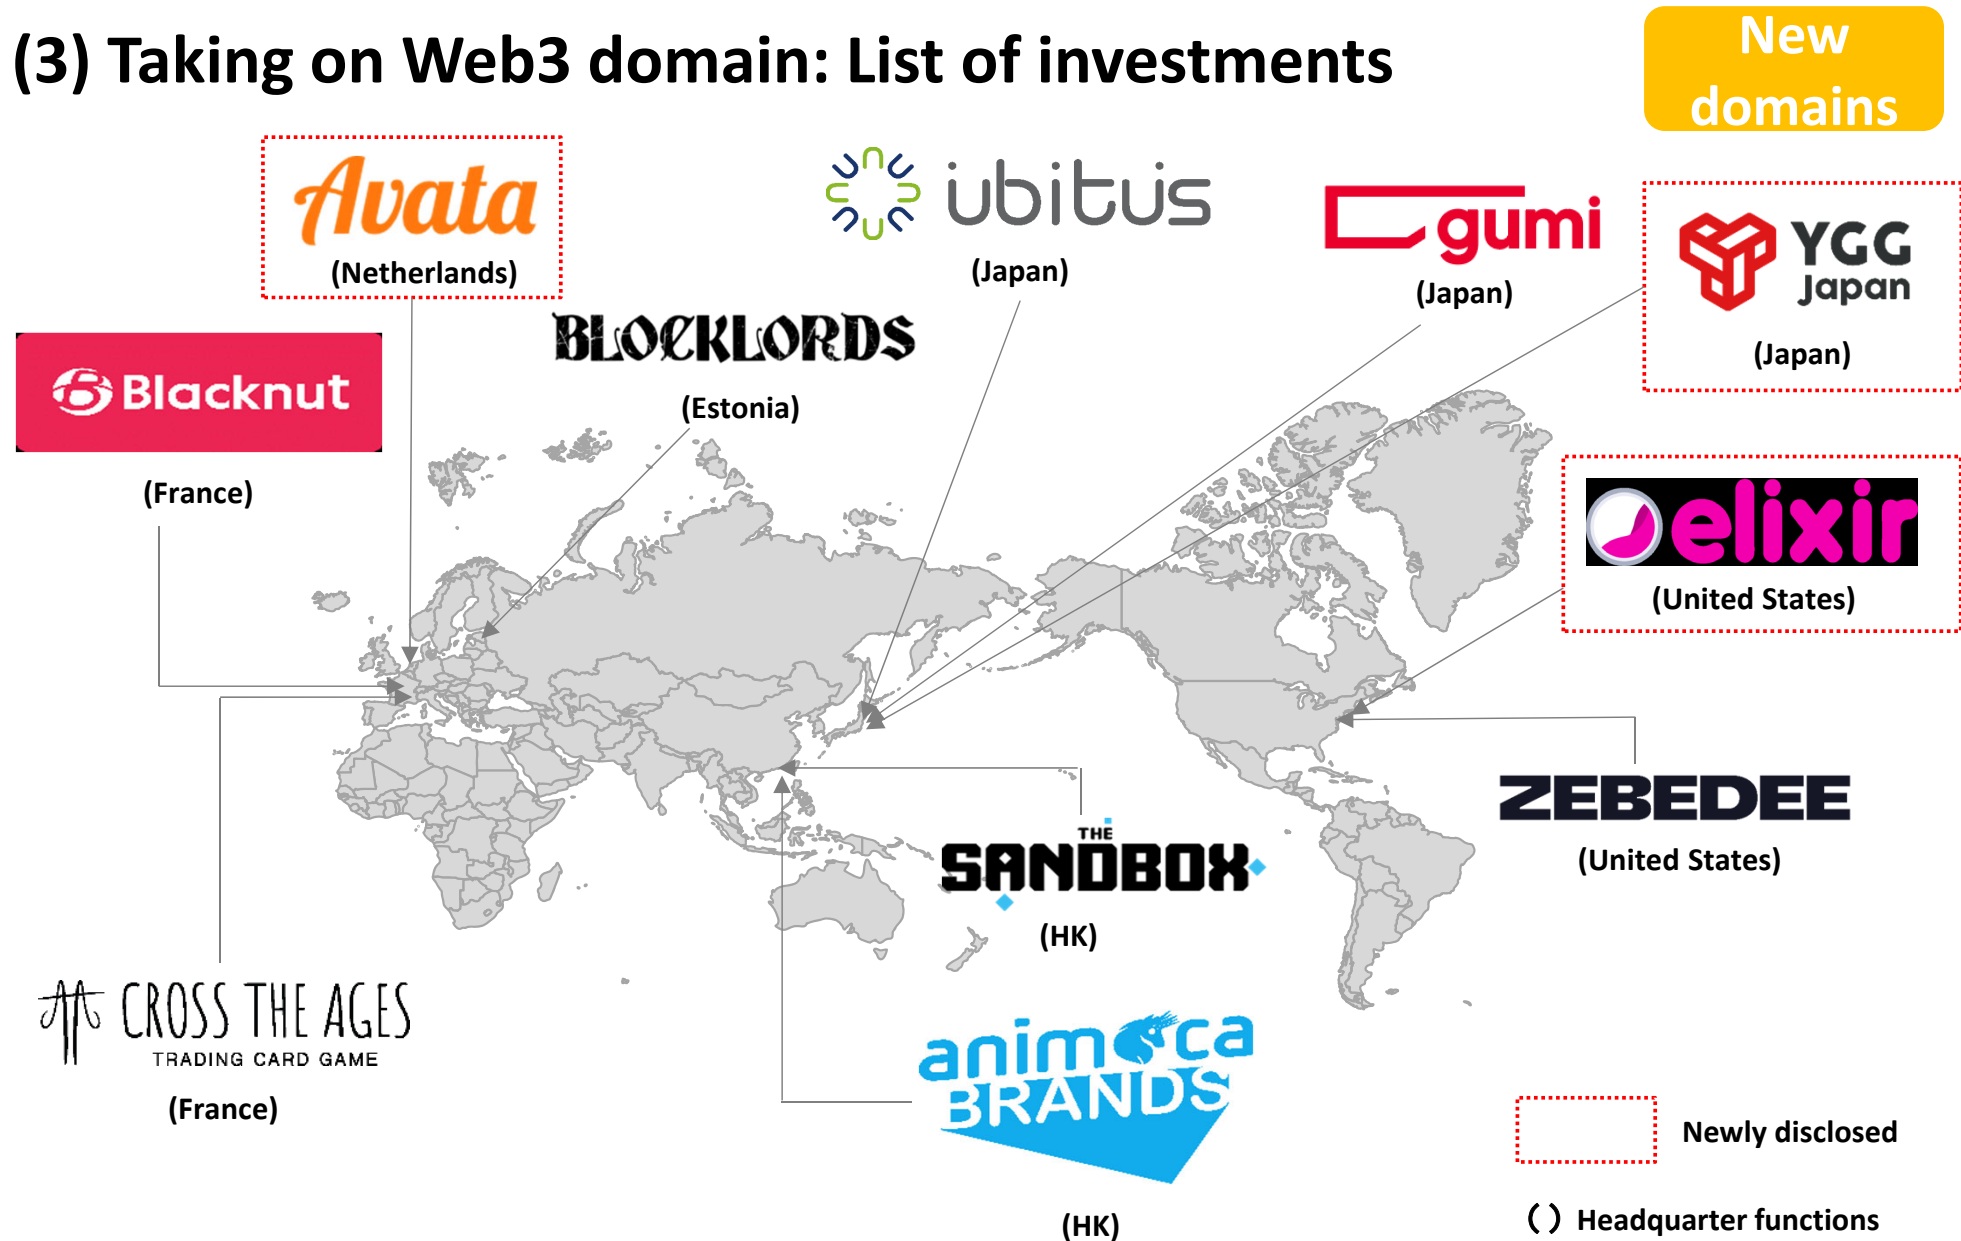 (3) Taking on Web3 domain: List of investments
New
domains
Avata
(Netherlands)
ubitus
(Japan)
gumi
(Japan)
YGG
Japan
(Japan)
BLOCKLORDS
(Estonia)
Blacknut
(France)
elixir
(United States)
ZEBEDEE
(United States)
THE
SANDBOX
(HK)
CROSS THE AGES
TRADING CARD GAME
(France)
animoca
BRANDS
(HK)
Newly disclosed
( ) Headquarter functions